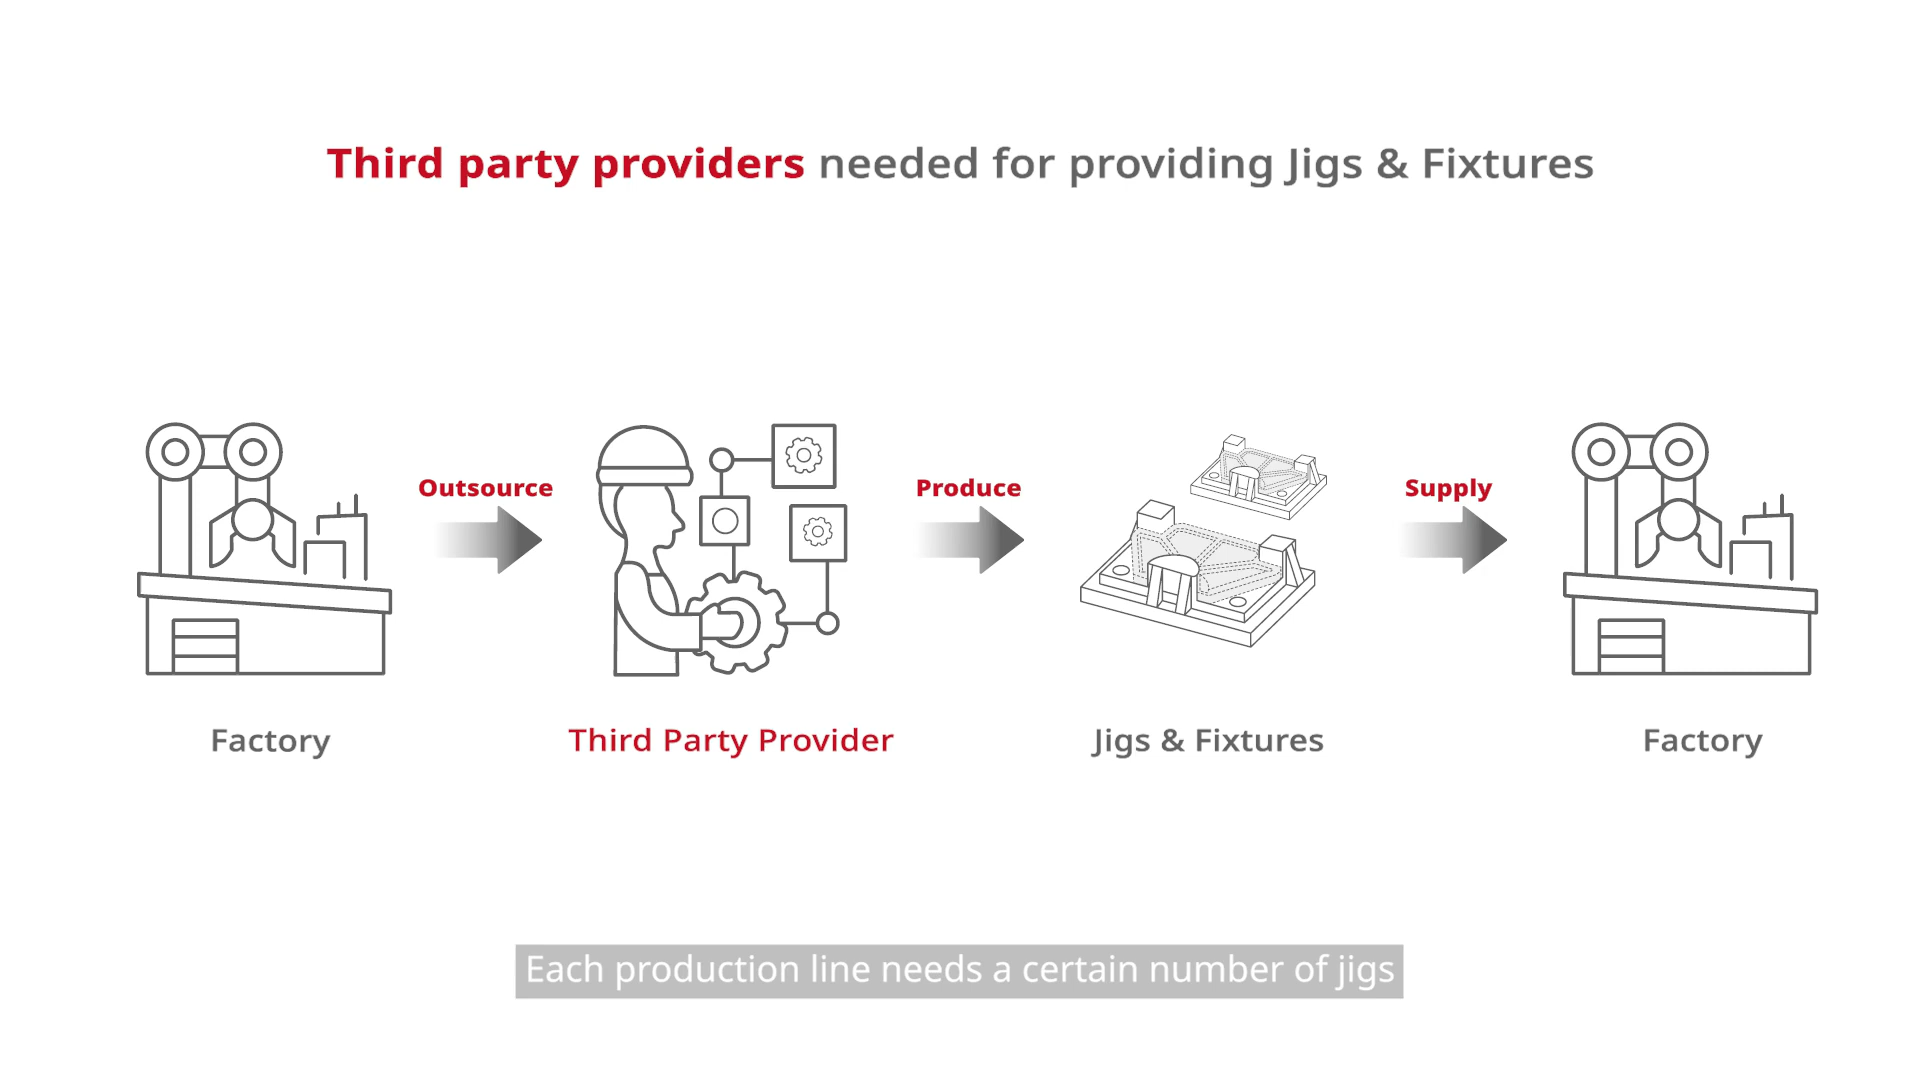 Third party providers needed for providing Jigs & Fixtures
Outsource
Produce
Supply
Factory
Third Party Provider
Jigs & Fixtures
Factory
Each production line needs a certain number of jigs